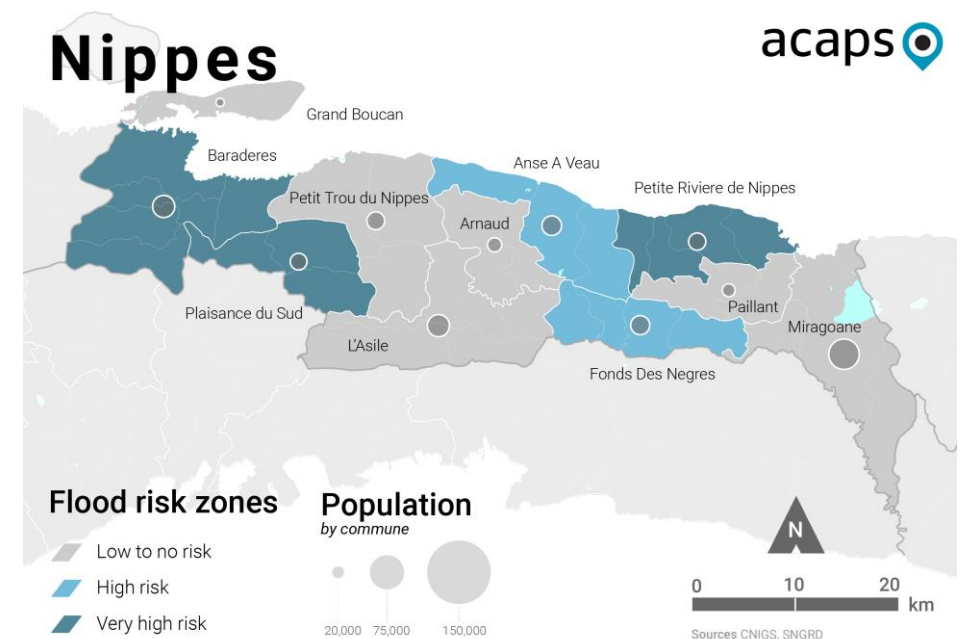 Nippes
acaps
Grand Boucan
Baraderes
Anse A Veau
Petite Riviere de Nippes
Petit Trou du Nippes
Arnaud
Plaisance du Sud
Paillant
Miragoane
L'Asile
Fonds Des Negres
Flood risk zones
Low to no risk
High risk
Very high risk
Population
by commune
20,000 75,000 150,000
N
0 10 20
km
Sources CNIGS, SNGRD